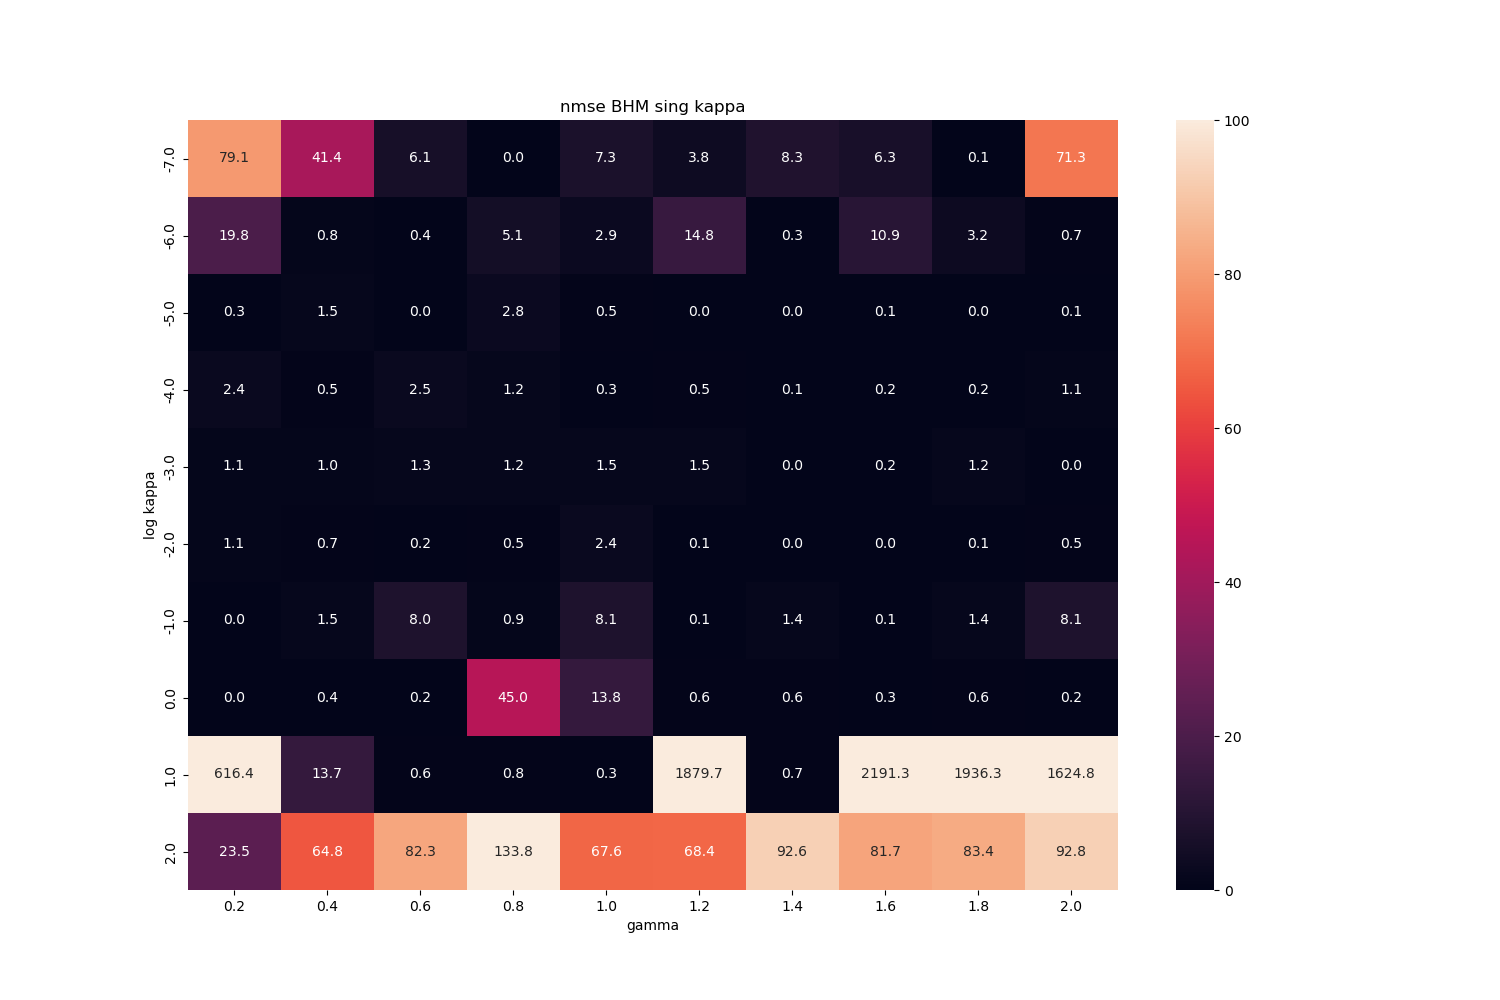 nmse BHM sing kappa
-7.0 79.1 41.4 6.1 0.0 7.3 3.8 8.3 6.3 0.1 71.3 100
-6.0 19.8 0.8 0.4 5.1 2.9 14.8 0.3 10.9 3.2 0.7
80
-5.0 0.3 1.5 0.0 2.8 0.5 0.0 0.0 0.1 0.0 0.1
-4.0 2.4 0.5 2.5 1.2 0.3 0.5 0.1 0.2 0.2 1.1
60
-3.0 1.1 1.0 1.3 1.2 1.5 1.5 0.0 0.2 1.2 0.0
log kappa
-2.0 1.1 0.7 0.2 0.5 2.4 0.1 0.0 0.0 0.1 0.5
40
-1.0 0.0 1.5 8.0 0.9 8.1 0.1 1.4 0.1 1.4 8.1
0.0 0.0 0.4 0.2 45.0 13.8 0.6 0.6 0.3 0.6 0.2
20
1.0 616.4 13.7 0.6 0.8 0.3 1879.7 0.7 2191.3 1936.3 1624.8
2.0 23.5 64.8 82.3 133.8 67.6 68.4 92.6 81.7 83.4 92.8
0
0.2 0.4 0.6 0.8 1.0 1.2 1.4 1.6 1.8 2.0
gamma